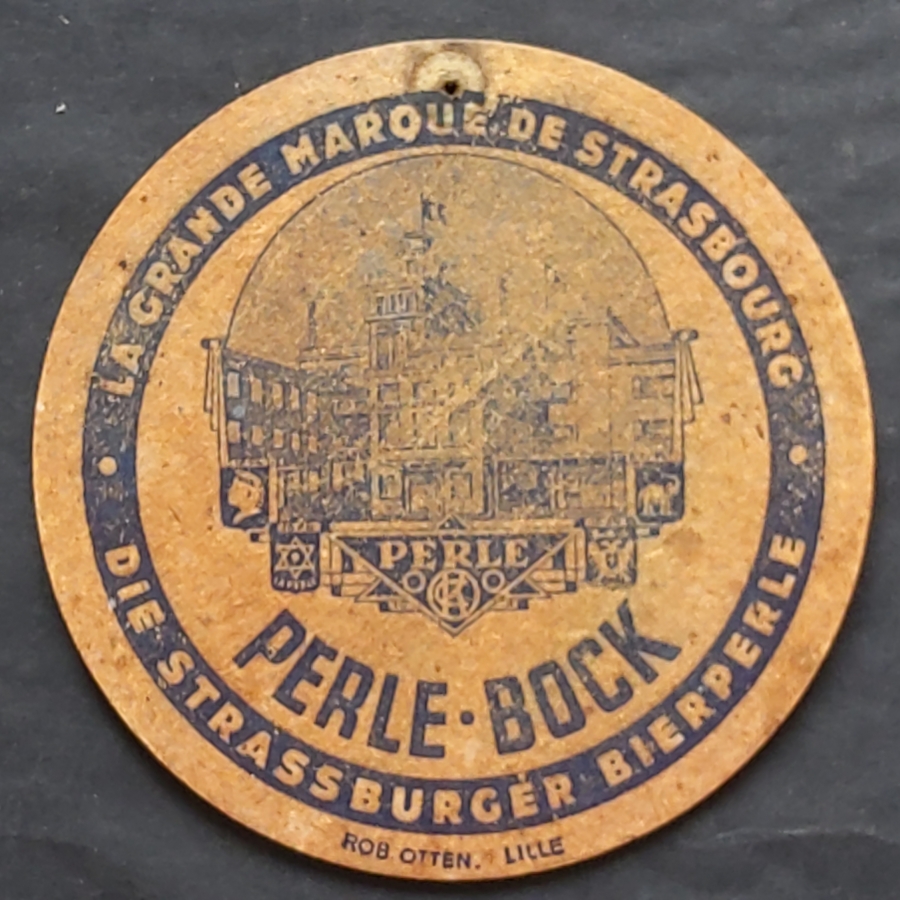 LA GRANDE MARQUE DE STRASBOURG
PERLE
PERLE·BOCK
DIE STRASSBURGER BIERPERLE
ROB OTTEN. LILLE